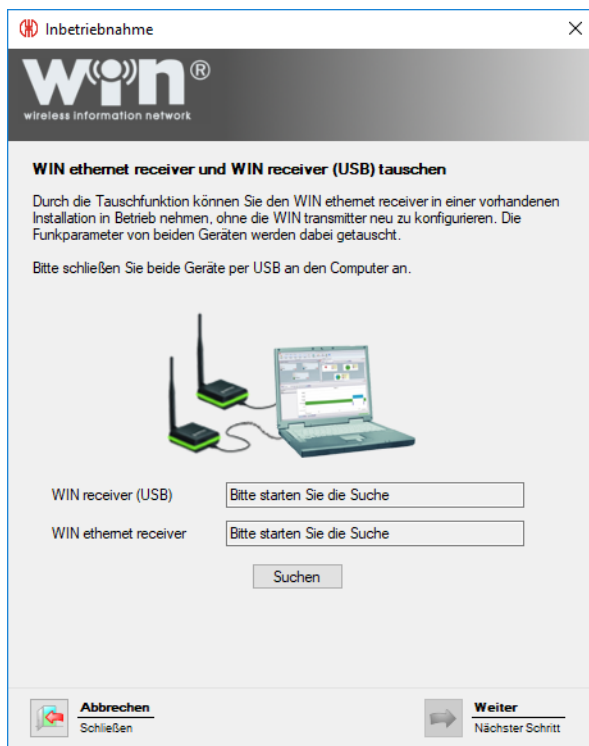 Inbetriebnahme
win®
wireless information network
WIN ethernet receiver und WIN receiver (USB) tauschen
Durch die Tauschfunktion können Sie den WIN ethernet receiver in einer vorhandenen
Installation in Betrieb nehmen, ohne die WIN transmitter neu zu konfigurieren. Die
Funkparameter von beiden Geräten werden dabei getauscht.
Bitte schließen Sie beide Geräte per USB an den Computer an.
WIN receiver (USB)
Bitte starten Sie die Suche
WIN ethernet receiver
Bitte starten Sie die Suche
Suchen
Abbrechen
Schließen
Weiter
Nächster Schritt